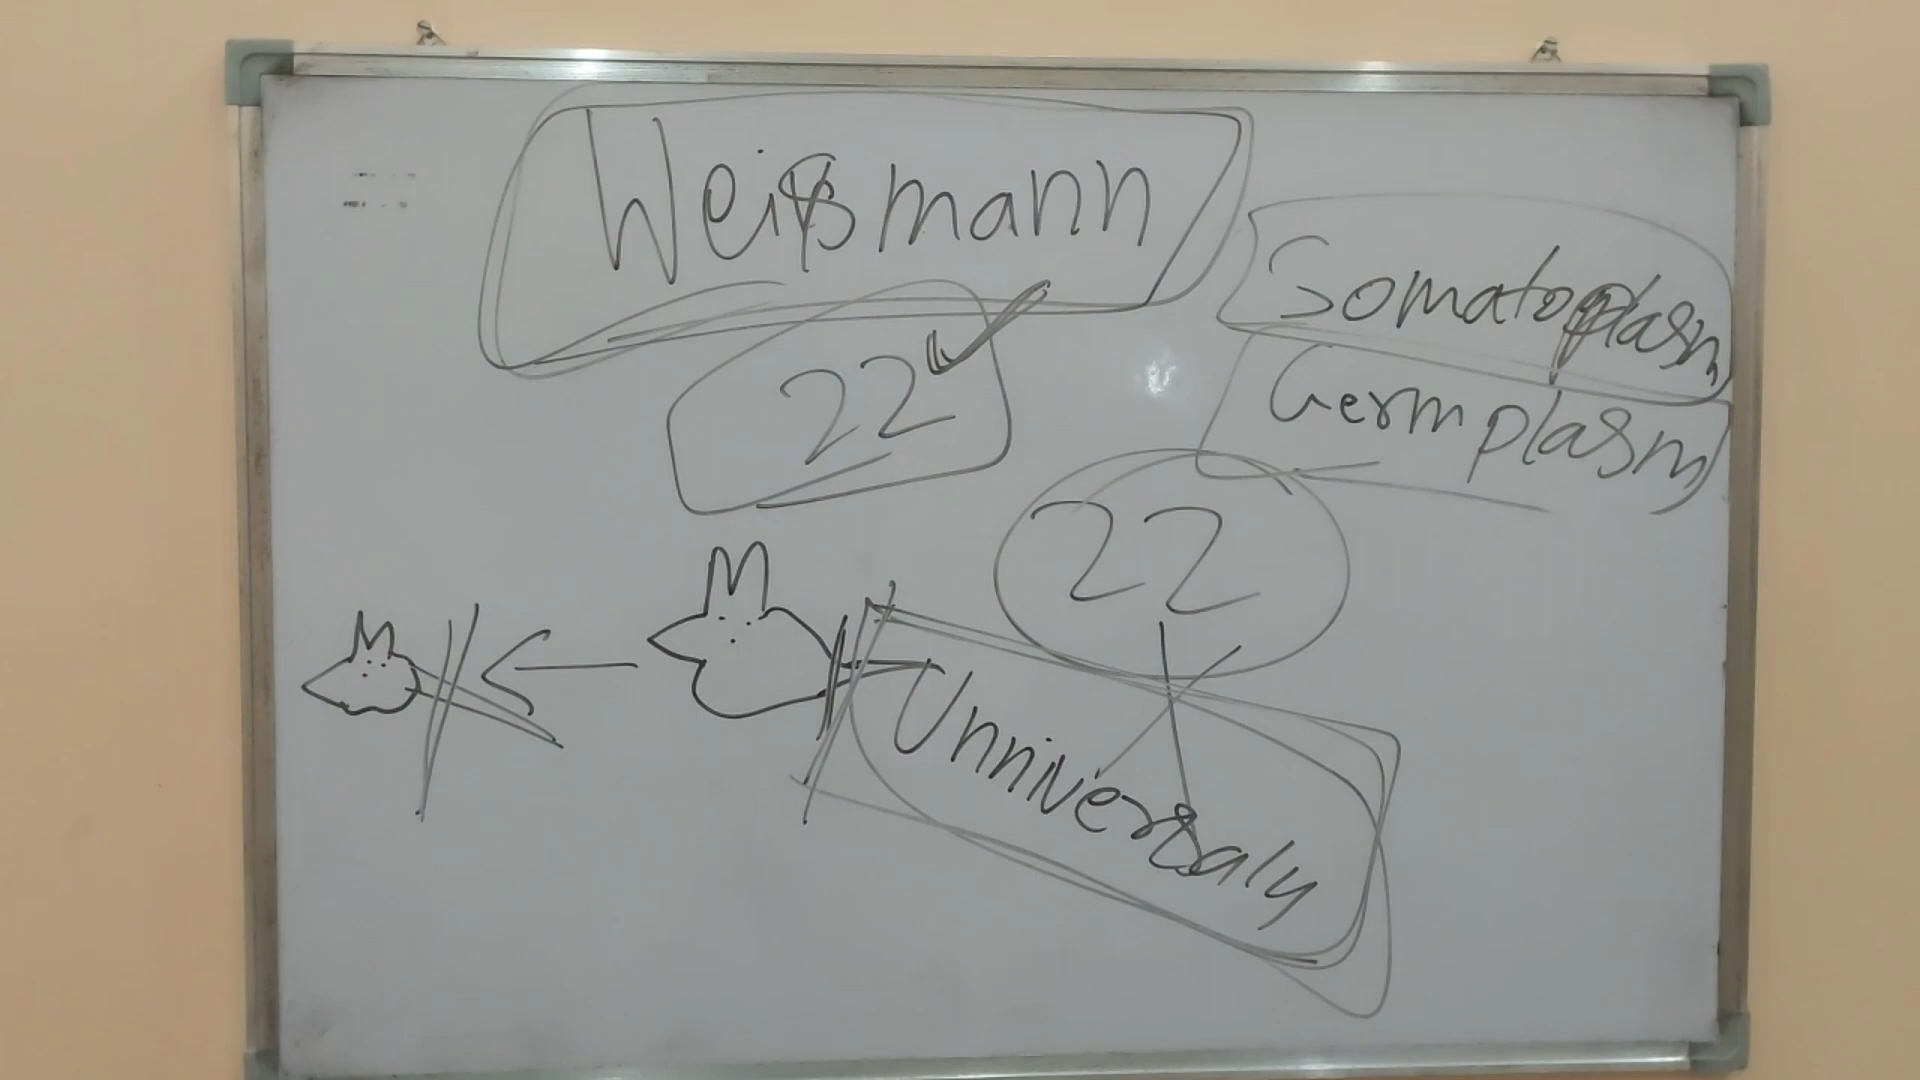 Weissmann
Somatoplasm
22
Germplasm
22
Unniversaly